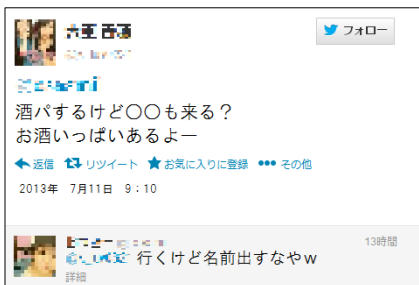 フォロー
酒パするけど〇〇も来る？
お酒いっぱいあるよー
返信 リツイート お気に入りに登録 その他
2013年 7月11日 9：10
13時間
行くけど名前出すなやｗ
詳細